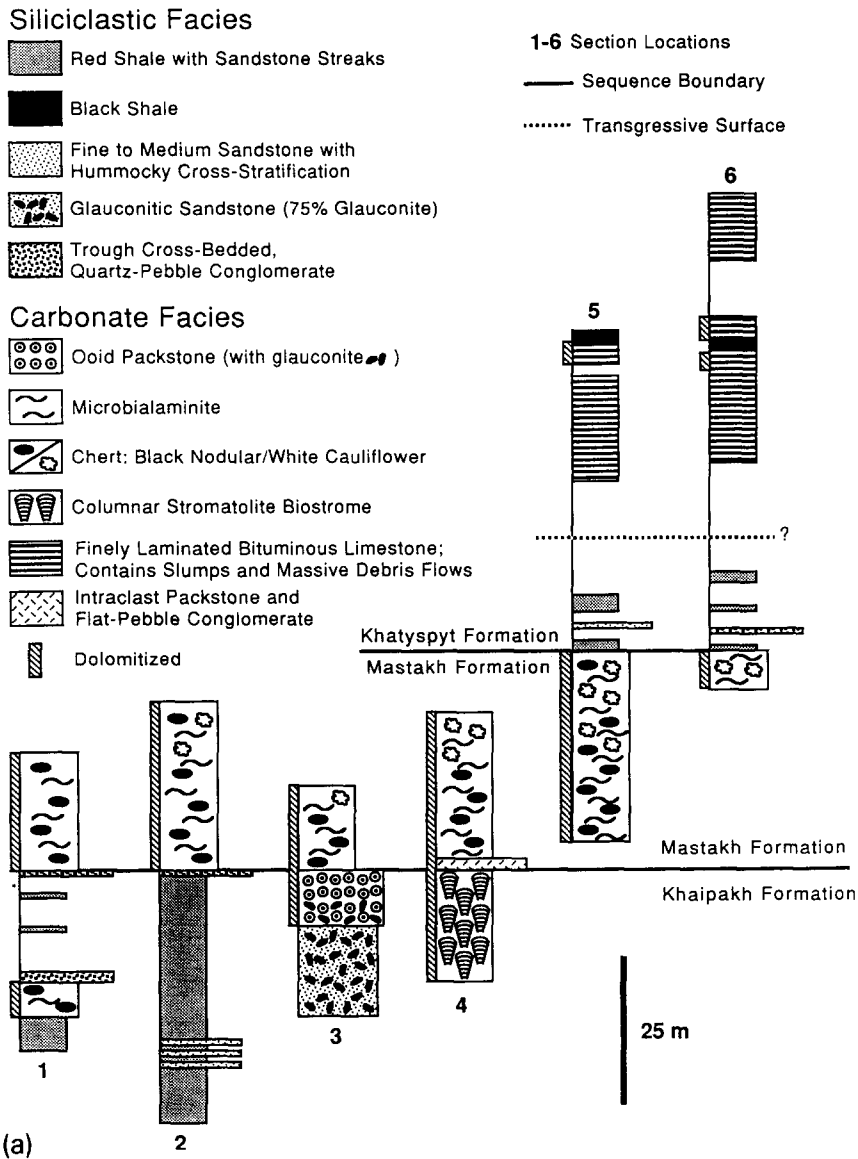 Siliciclastic Facies
Red Shale with Sandstone Streaks
Black Shale
Fine to Medium Sandstone with
Hummocky Cross-Stratification
Glauconitic Sandstone (75% Glauconite)
Trough Cross-Bedded,
Quartz-Pebble Conglomerate
Carbonate Facies
Ooid Packstone (with glauconite )
Microbialaminite
Chert: Black Nodular/White Cauliflower
Columnar Stromatolite Biostrome
Finely Laminated Bituminous Limestone;
Contains Slumps and Massive Debris Flows
Intraclast Packstone and
Flat-Pebble Conglomerate
Dolomitized
1-6 Section Locations
Sequence Boundary
Transgressive Surface
6
5
?
Khatyspyt Formation
Mastakh Formation
Mastakh Formation
Khaipakh Formation
1
2
3
4
25 m
(a)